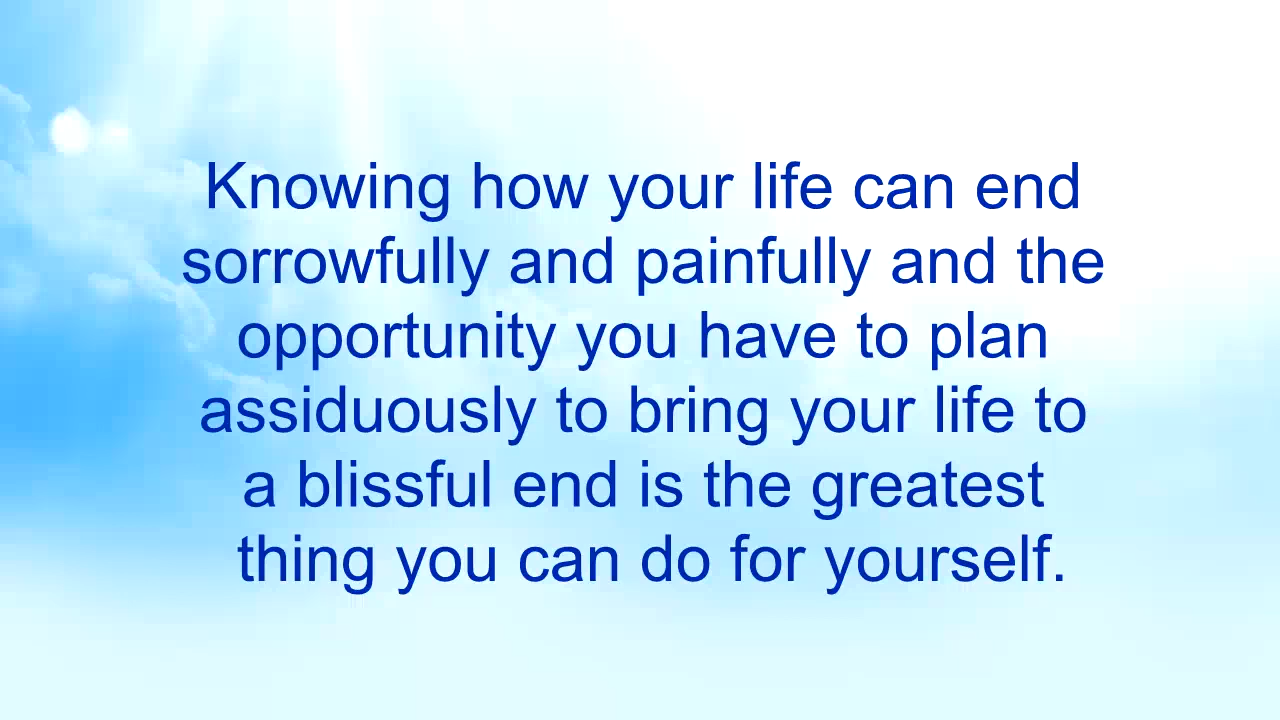 Knowing how your life can end
sorrowfully and painfully and the
opportunity you have to plan
assiduously to bring your life to
a blissful end is the greatest
thing you can do for yourself.